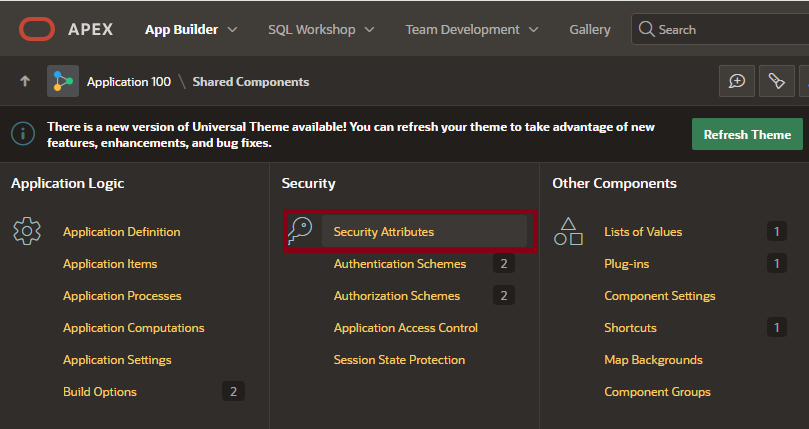 APEX App Builder SQL Workshop Team Development Gallery Search
Application 100 \ Shared Components
There is a new version of Universal Theme available! You can refresh your theme to take advantage of new
features, enhancements, and bug fixes.
Refresh Theme
Application Logic
Application Definition
Application Items
Application Processes
Application Computations
Application Settings
Build Options 2
Security
Security Attributes
Authentication Schemes 2
Authorization Schemes 2
Application Access Control
Session State Protection
Other Components
Lists of Values 1
Plug-ins 1
Component Settings
Shortcuts 1
Map Backgrounds
Component Groups